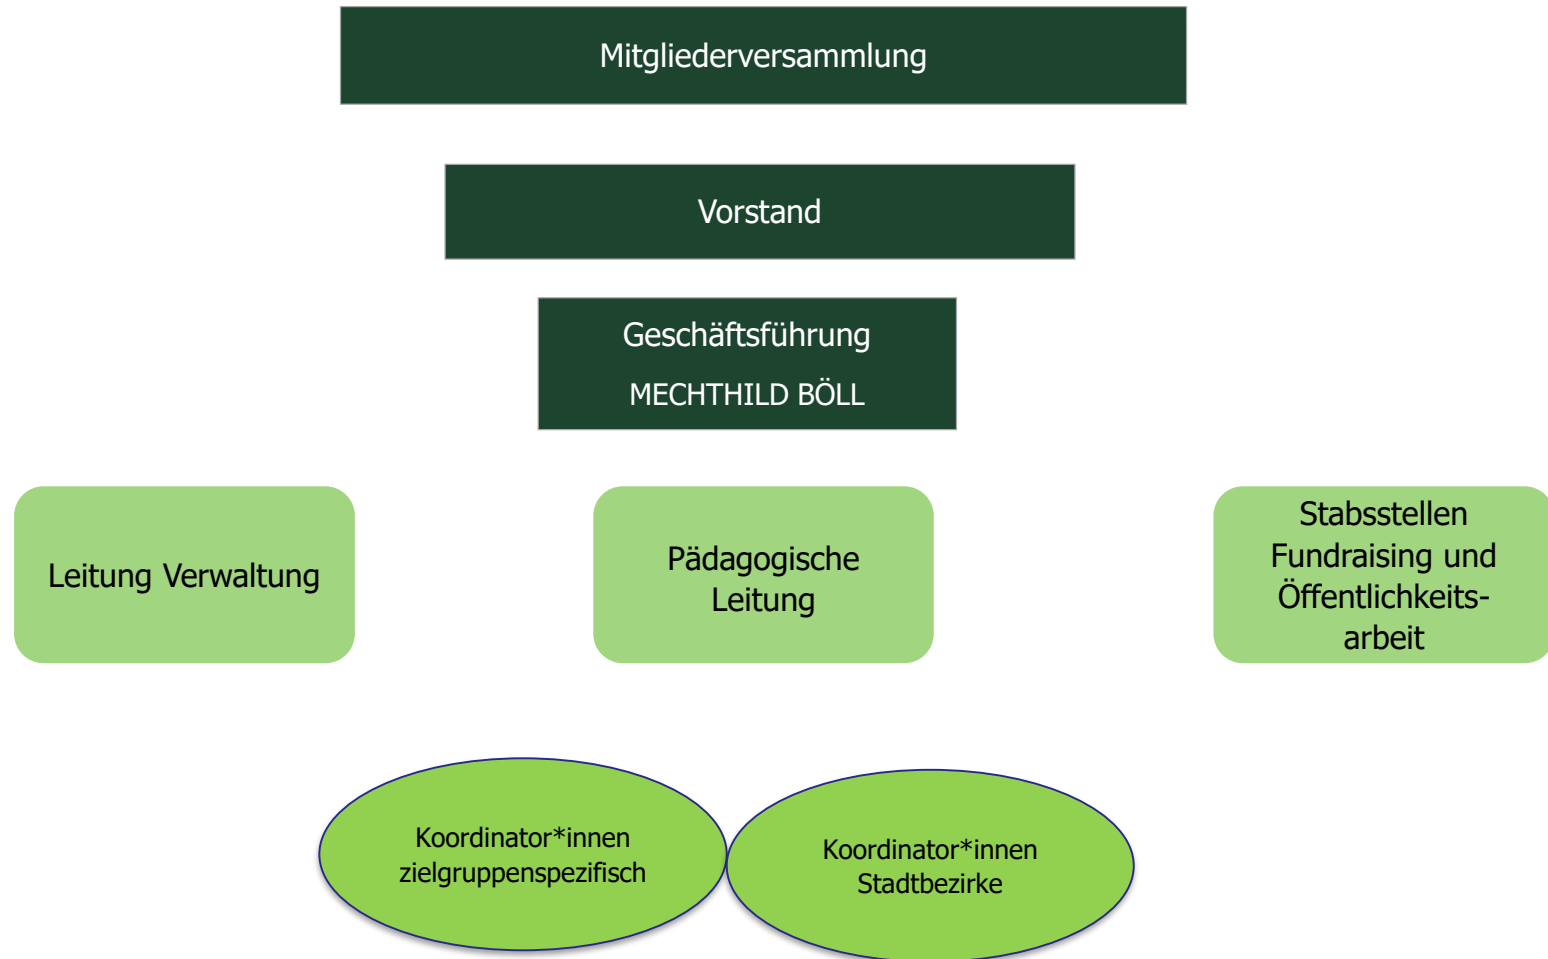 Mitgliederversammlung
Vorstand
Geschäftsführung
MECHTHILD BÖLL
Leitung Verwaltung
Pädagogische
Leitung
Stabsstellen
Fundraising und
Öffentlichkeits-
arbeit
Koordinator*innen
zielgruppenspezifisch
Koordinator*innen
Stadtbezirke